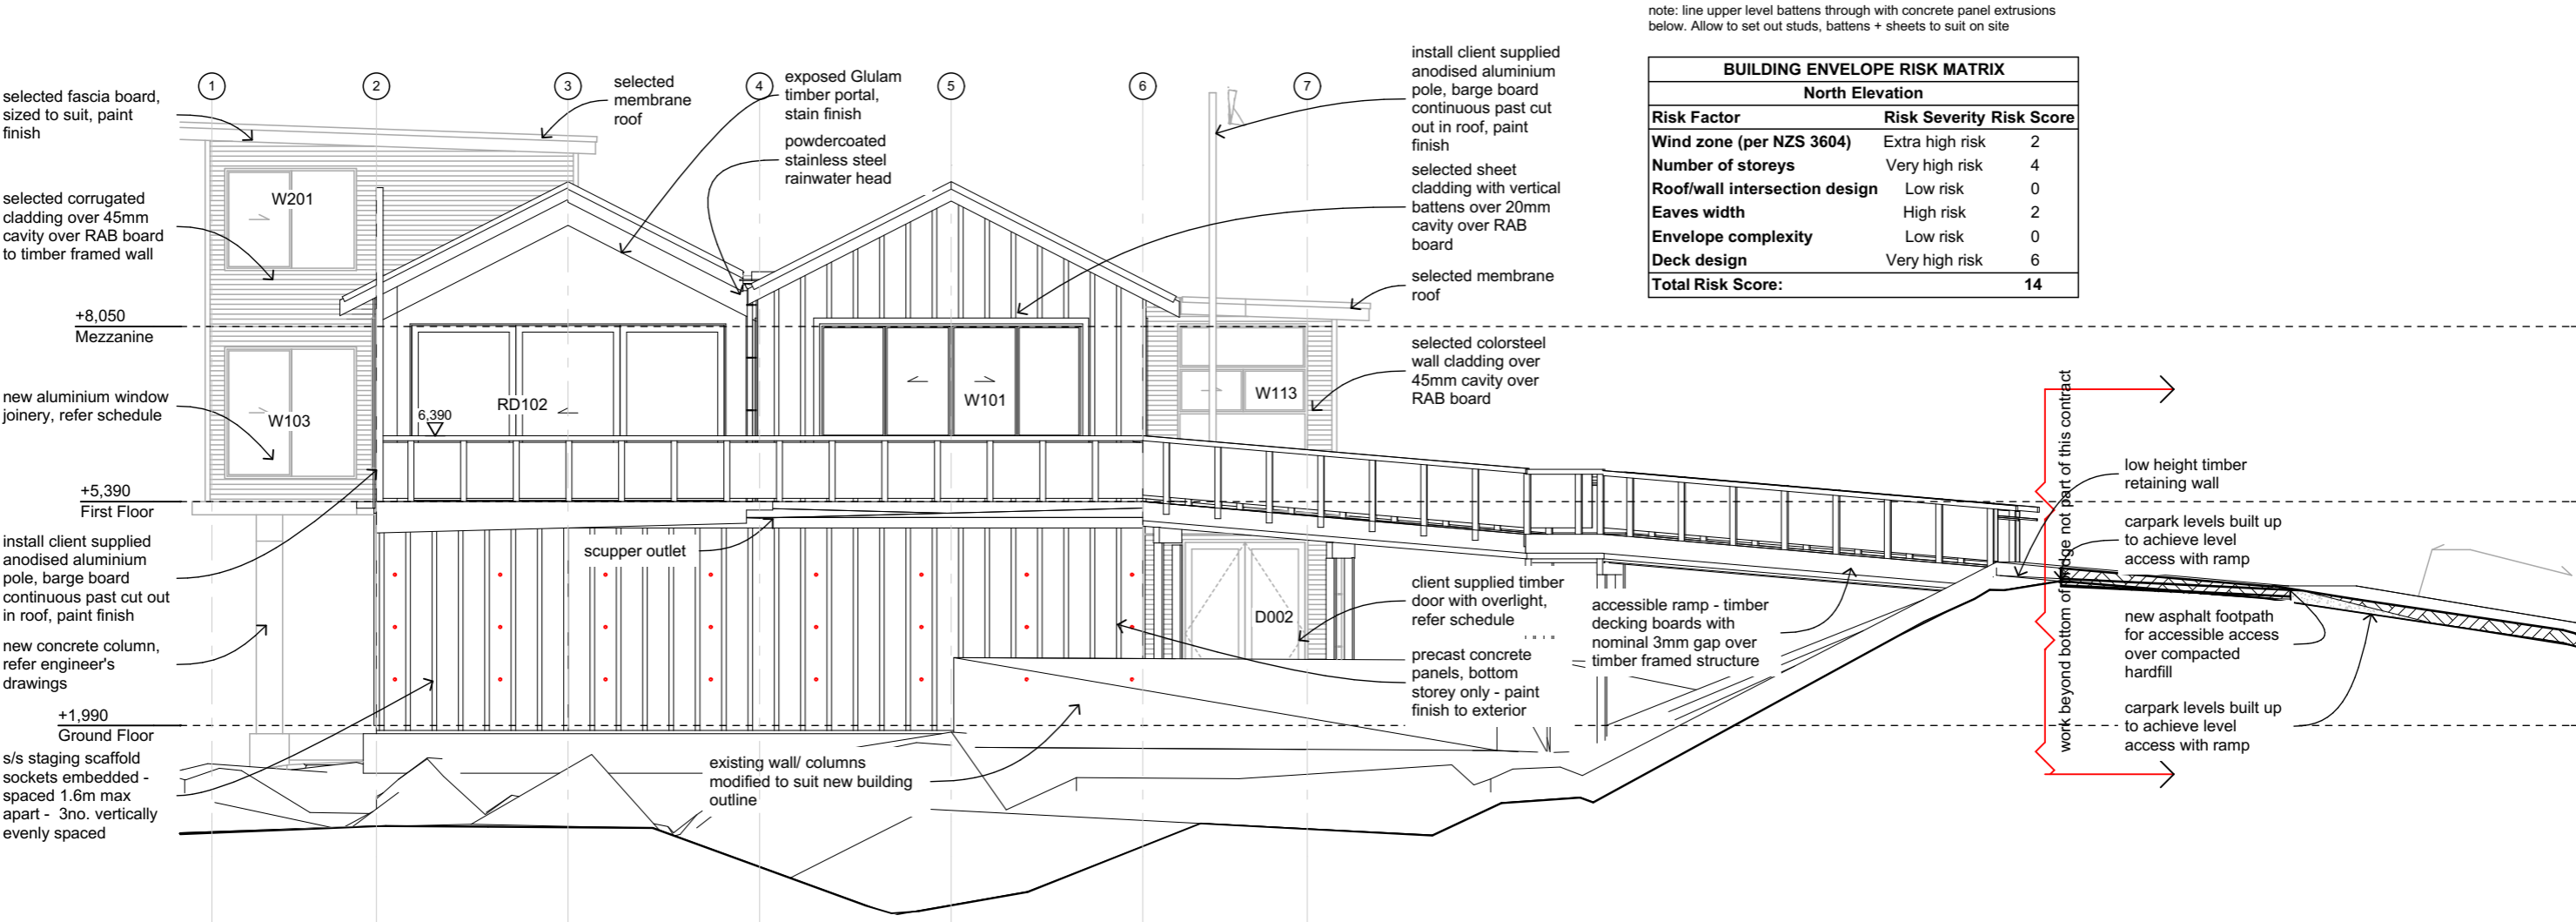 note: line upper level battens through with concrete panel extrusions
below. Allow to set out studs, battens + sheets to suit on site
BUILDING ENVELOPE RISK MATRIX
North Elevation
Risk Factor Risk Severity Risk Score
Wind zone (per NZS 3604) Extra high risk 2
Number of storeys Very high risk 4
Roof/wall intersection design Low risk 0
Eaves width High risk 2
Envelope complexity Low risk 0
Deck design Very high risk 6
Total Risk Score: 14
1
2
3
4
5
6
7
selected fascia board,
sized to suit, paint
finish
selected corrugated
cladding over 45mm
cavity over RAB board
to timber framed wall
+8,050
Mezzanine
new aluminium window
joinery, refer schedule
+5,390
First Floor
install client supplied
anodised aluminium
pole, barge board
continuous past cut out
in roof, paint finish
new concrete column,
refer engineer's
drawings
+1,990
Ground Floor
s/s staging scaffold
sockets embedded -
spaced 1.6m max
apart - 3no. vertically
evenly spaced
selected
membrane
roof
exposed Glulam
timber portal,
stain finish
powdercoated
stainless steel
rainwater head
W201
W103
6,390
RD102
W101
W113
D002
scupper outlet
existing wall/ columns
modified to suit new building
outline
install client supplied
anodised aluminium
pole, barge board
continuous past cut
out in roof, paint
finish
selected sheet
cladding with vertical
battens over 20mm
cavity over RAB
board
selected membrane
roof
selected colorsteel
wall cladding over
45mm cavity over
RAB board
client supplied timber
door with overlight,
refer schedule
precast concrete
panels, bottom
storey only - paint
finish to exterior
accessible ramp - timber
decking boards with
nominal 3mm gap over
timber framed structure
work beyond bottom of bridge not part of this contract
low height timber
retaining wall
carpark levels built up
to achieve level
access with ramp
new asphalt footpath
for accessible access
over compacted
hardfill
carpark levels built up
to achieve level
access with ramp